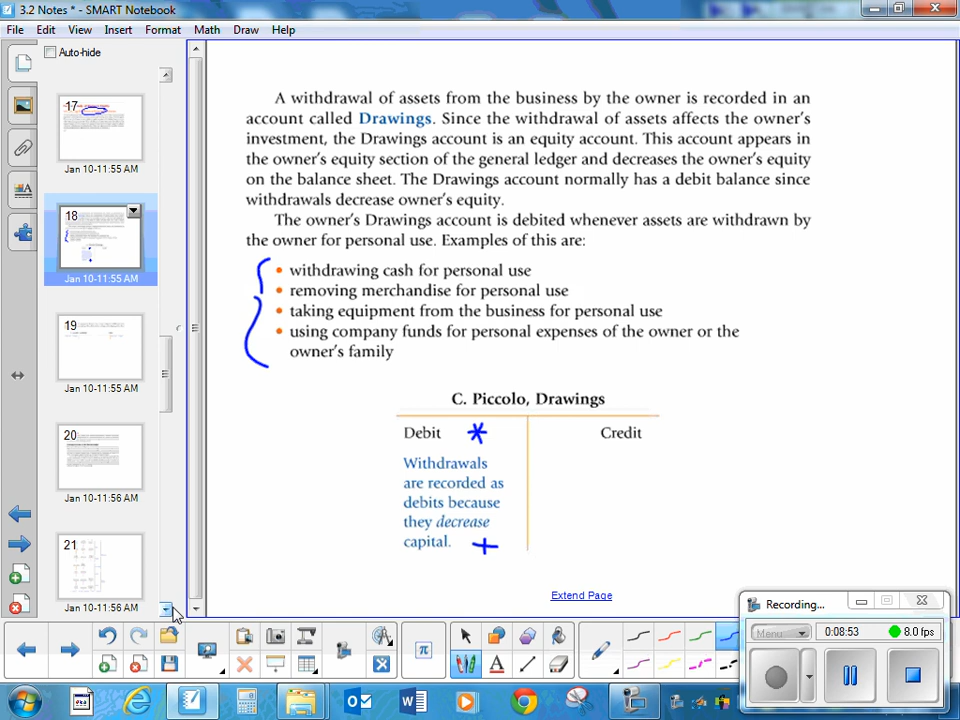 3.2 Notes * - SMART Notebook
File Edit View Insert Format Math Draw Help
Auto-hide
17
Jan 10-11:55 AM
18
Jan 10-11:55 AM
19
Jan 10-11:55 AM
20
Jan 10-11:56 AM
21
Jan 10-11:56 AM
A withdrawal of assets from the business by the owner is recorded in an
account called Drawings. Since the withdrawal of assets affects the owner's
investment, the Drawings account is an equity account. This account appears in
the owner's equity section of the general ledger and decreases the owner's equity
on the balance sheet. The Drawings account normally has a debit balance since
withdrawals decrease owner's equity.
The owner's Drawings account is debited whenever assets are withdrawn by
the owner for personal use. Examples of this are:
• withdrawing cash for personal use
• removing merchandise for personal use
• taking equipment from the business for personal use
• using company funds for personal expenses of the owner or the
owner's family
C. Piccolo, Drawings
Debit * Credit
Withdrawals
are recorded as
debits because
they decrease
capital. +
Extend Page
Recording...
Menu 0:08:53 8.0 fps